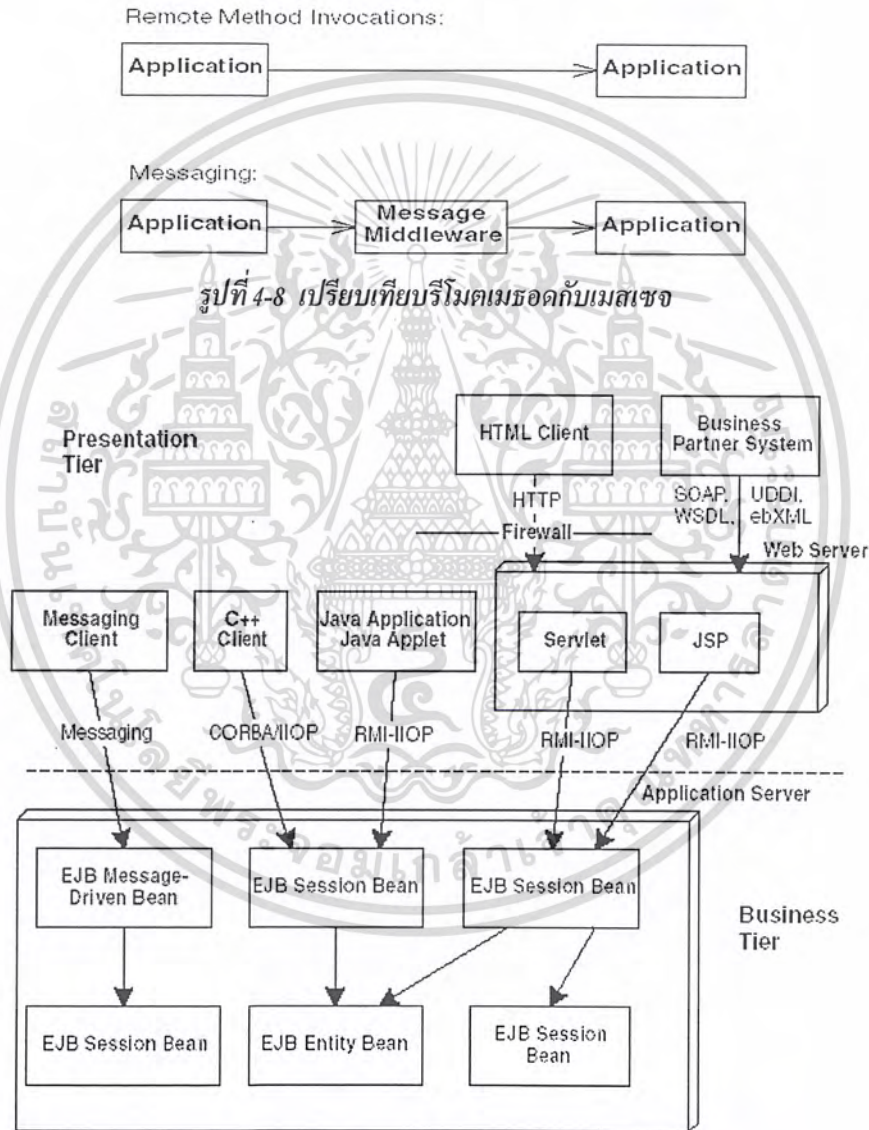 Remote Method Invocations:
Application
Application
Messaging:
Application
Message
Middleware
Application
รูปที่ 4-8 เปรียบเทียบรีโมตเมธอดกับเมสเซจ
Presentation
Tier
HTML Client
Business
Partner System
HTTP
SOAP, UDDI,
WSDL, ebXML
Firewall
Web Server
Messaging
Client
C++
Client
Java Application
Java Applet
Servlet
JSP
Messaging
CORBA/IIOP
RMI-IIOP
RMI-IIOP
RMI-IIOP
Application Server
EJB Message-
Driven Bean
EJB Session Bean
EJB Session Bean
Business
Tier
EJB Session Bean
EJB Entity Bean
EJB Session
Bean